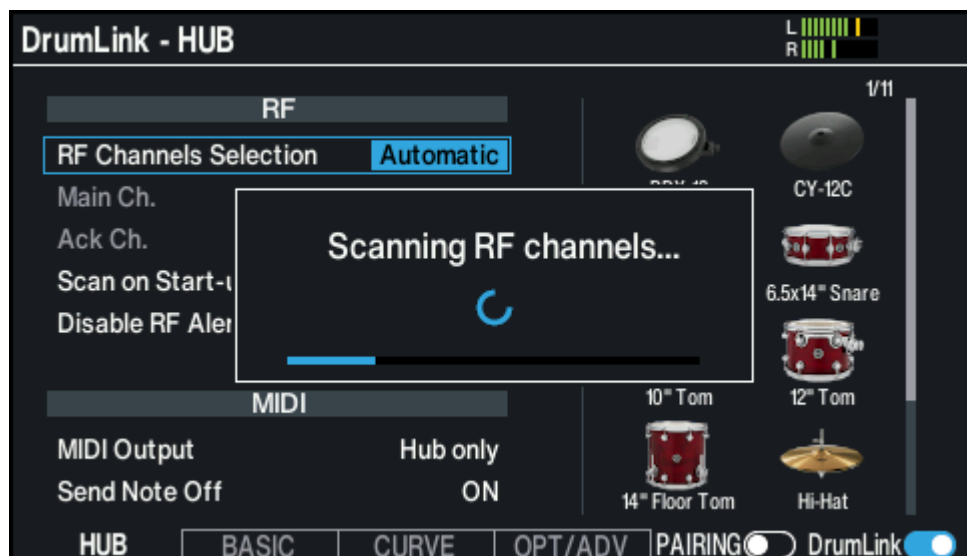 DrumLink - HUB
L
R
1/11
RF
RF Channels Selection Automatic
Main Ch.
Ack Ch.
Scan on
Disable RF
Scanning RF channels...
CY-12C
6.5x14" Snare
10" Tom
12" Tom
MIDI
MIDI Output Hub only
Send Note Off ON
14" Floor Tom
Hi-Hat
HUB BASIC CURVE OPT/ADV PAIRING DrumLink